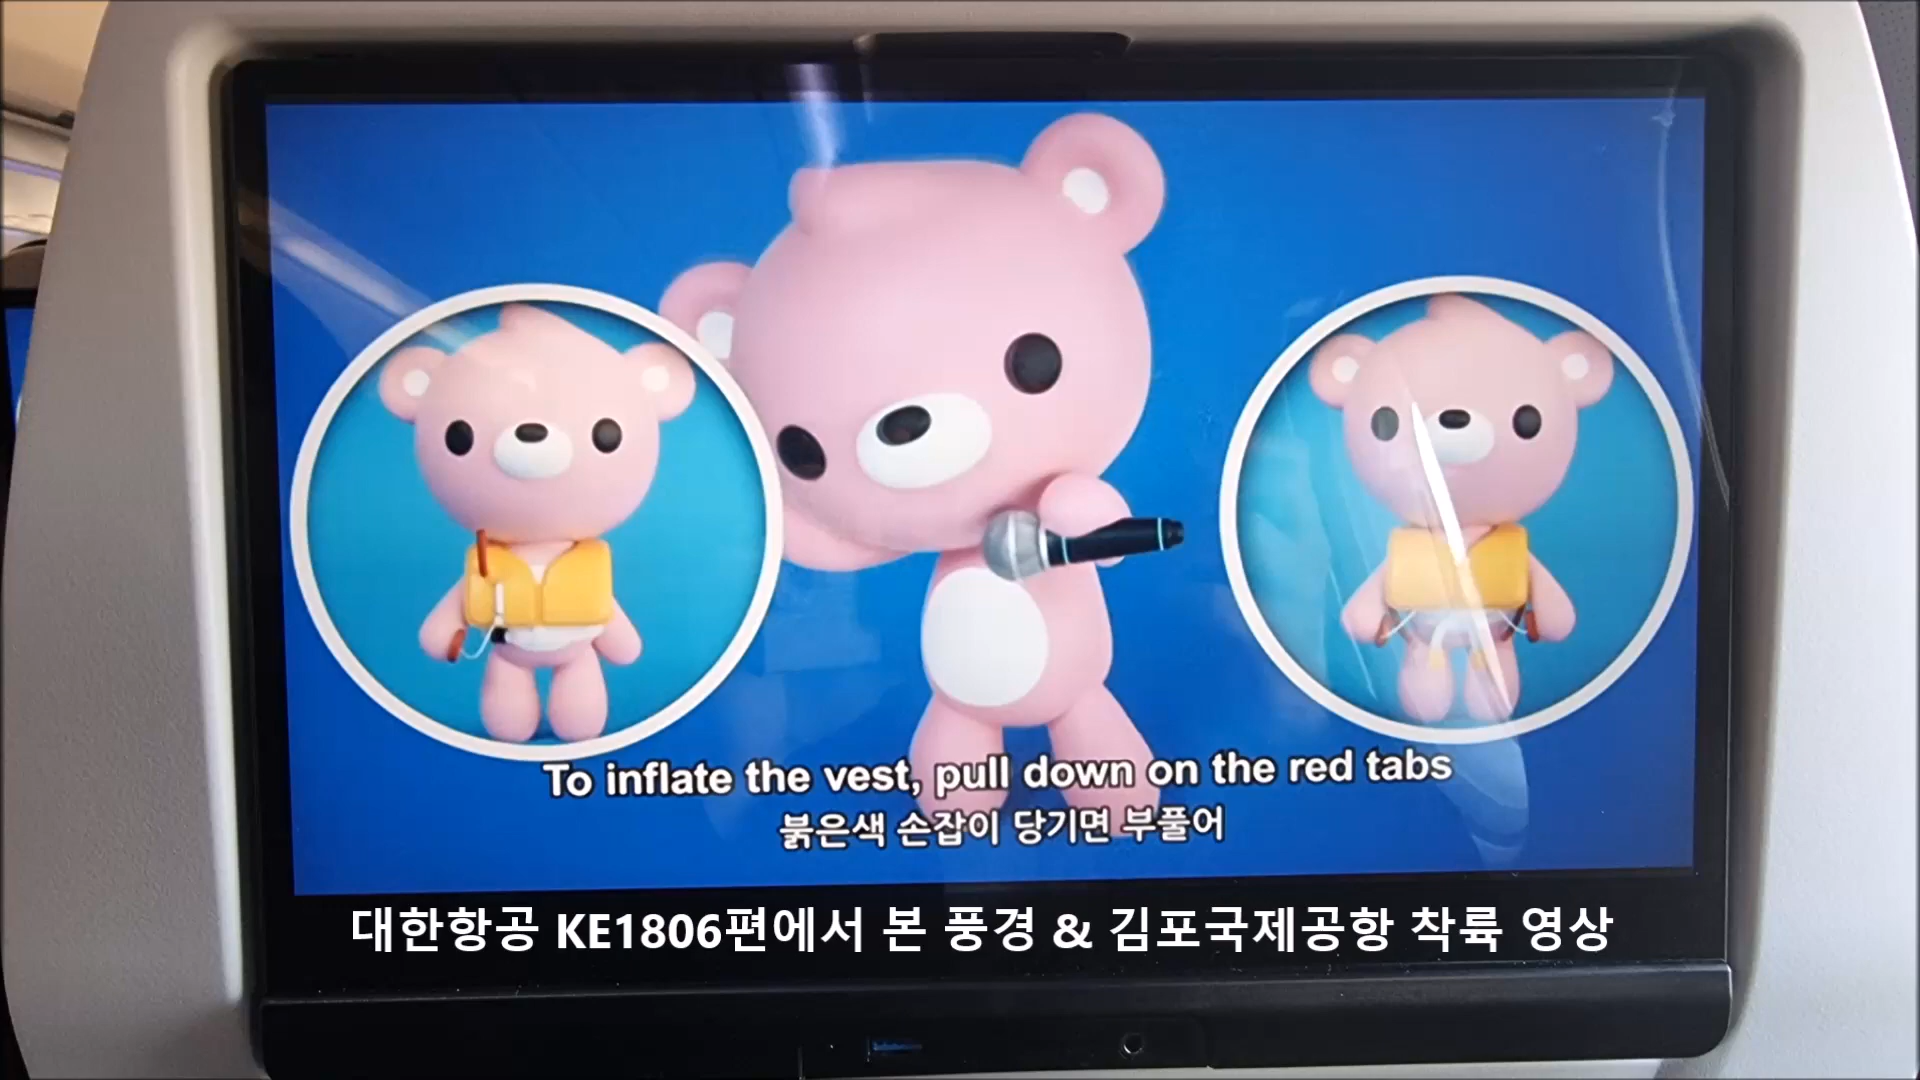 To inflate the vest, pull down on the red tabs
붉은색 손잡이 당기면 부풀어
대한항공 KE1806편에서 본 풍경 & 김포국제공항 착륙 영상